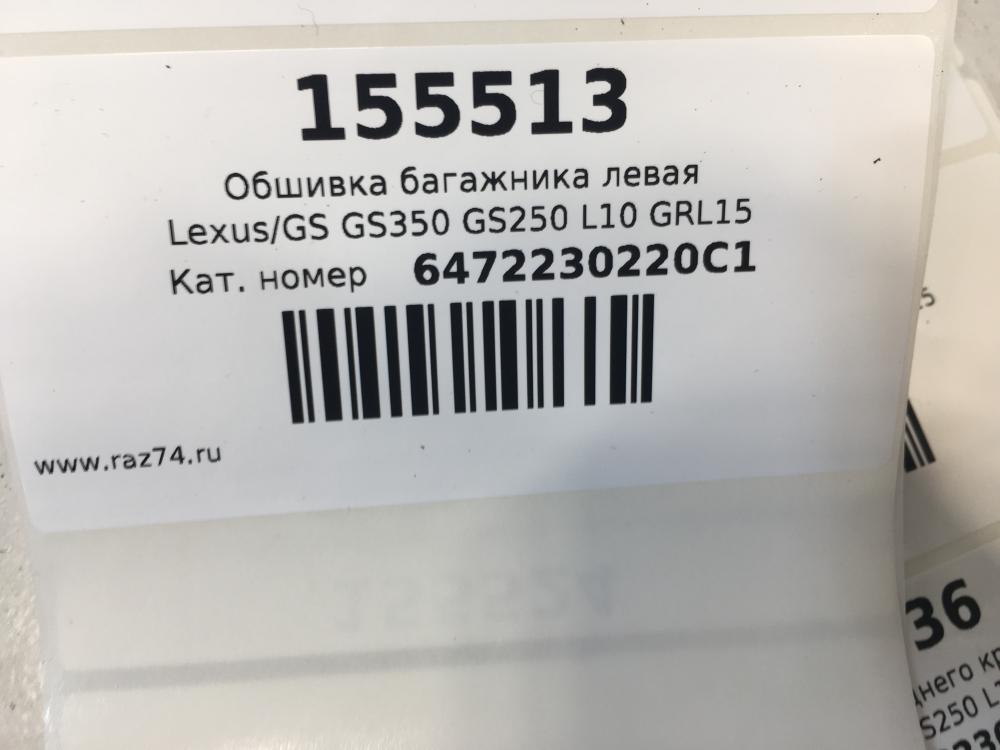 155513
Обшивка багажника левая
Lexus/GS GS350 GS250 L10 GRL15
Кат. номер 6472230220C1
www.raz74.ru
36
S250